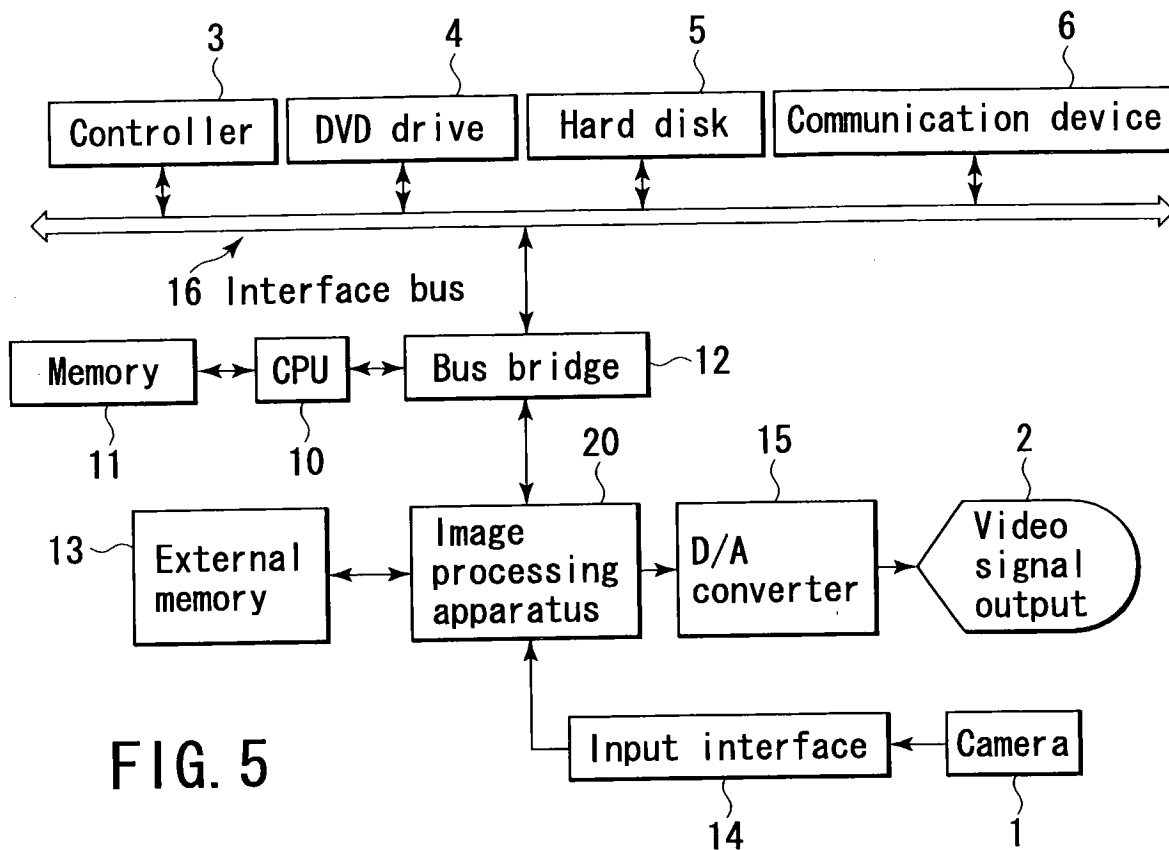 3
4
5
6
Controller
DVD drive
Hard disk
Communication device
16 Interface bus
Memory
CPU
Bus bridge
12
11
10
20
15
2
13
External
memory
Image
processing
apparatus
D/A
converter
Video
signal
output
Input interface
Camera
14
1
FIG. 5